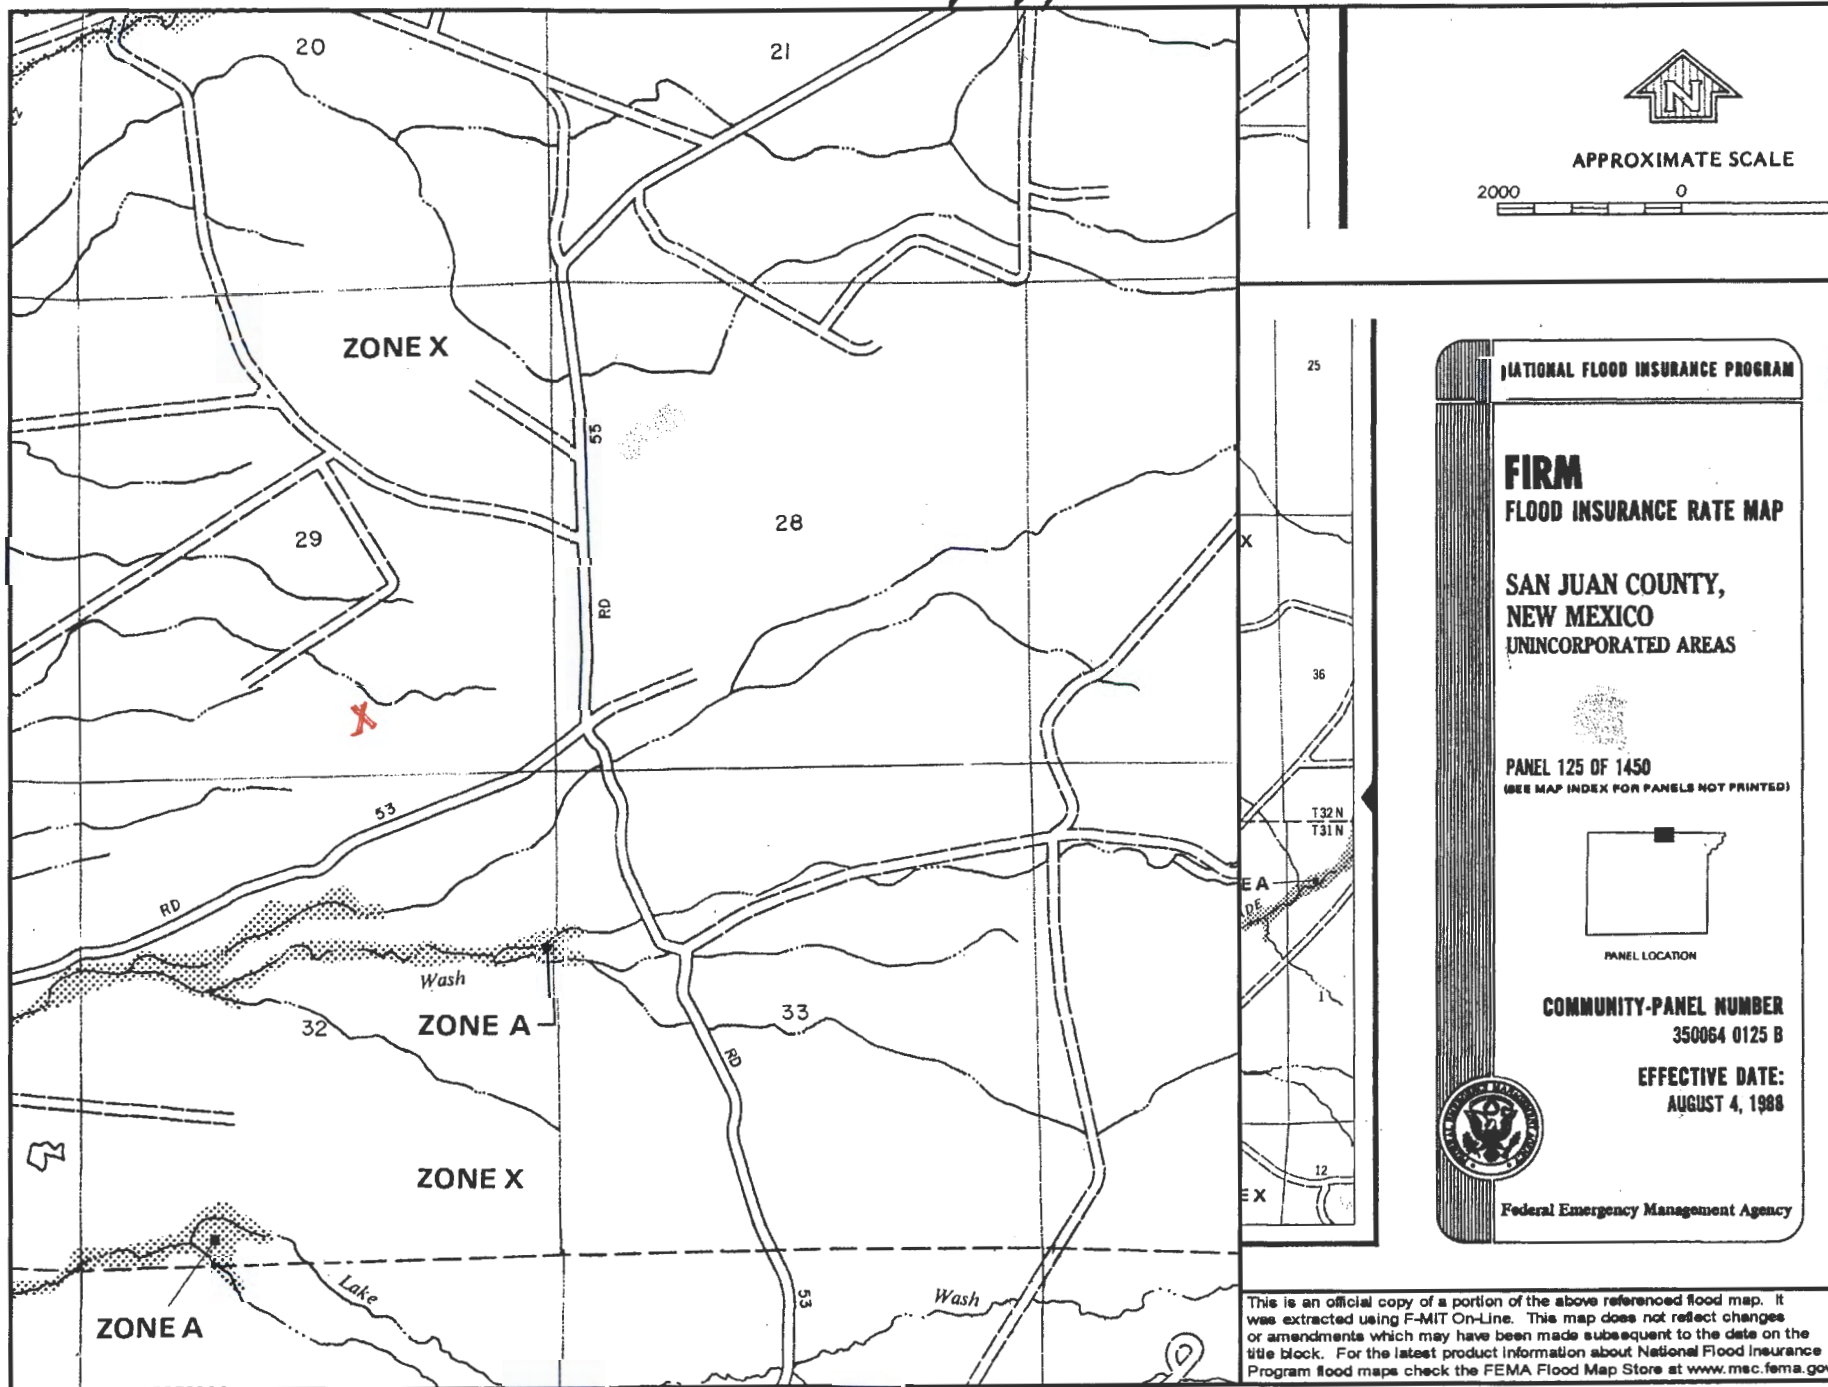 20
21
ZONE X
55
28
29
RD
53
RD
Wash
ZONE A
32
33
RD
ZONE X
Lake
Wash
53
ZONE A
X
N
APPROXIMATE SCALE
2000 0
25
X
36
T32N
T31N
E A
DE
1
12
E X
NATIONAL FLOOD INSURANCE PROGRAM
FIRM
FLOOD INSURANCE RATE MAP
SAN JUAN COUNTY,
NEW MEXICO
UNINCORPORATED AREAS
PANEL 125 OF 1450
(SEE MAP INDEX FOR PANELS NOT PRINTED)
PANEL LOCATION
COMMUNITY-PANEL NUMBER
350064 0125 B
EFFECTIVE DATE:
AUGUST 4, 1988
Federal Emergency Management Agency
This is an official copy of a portion of the above referenced flood map. It
was extracted using F-MIT On-Line. This map does not reflect changes
or amendments which may have been made subsequent to the date on the
title block. For the latest product information about National Flood Insurance
Program flood maps check the FEMA Flood Map Store at www.msc.fema.gov